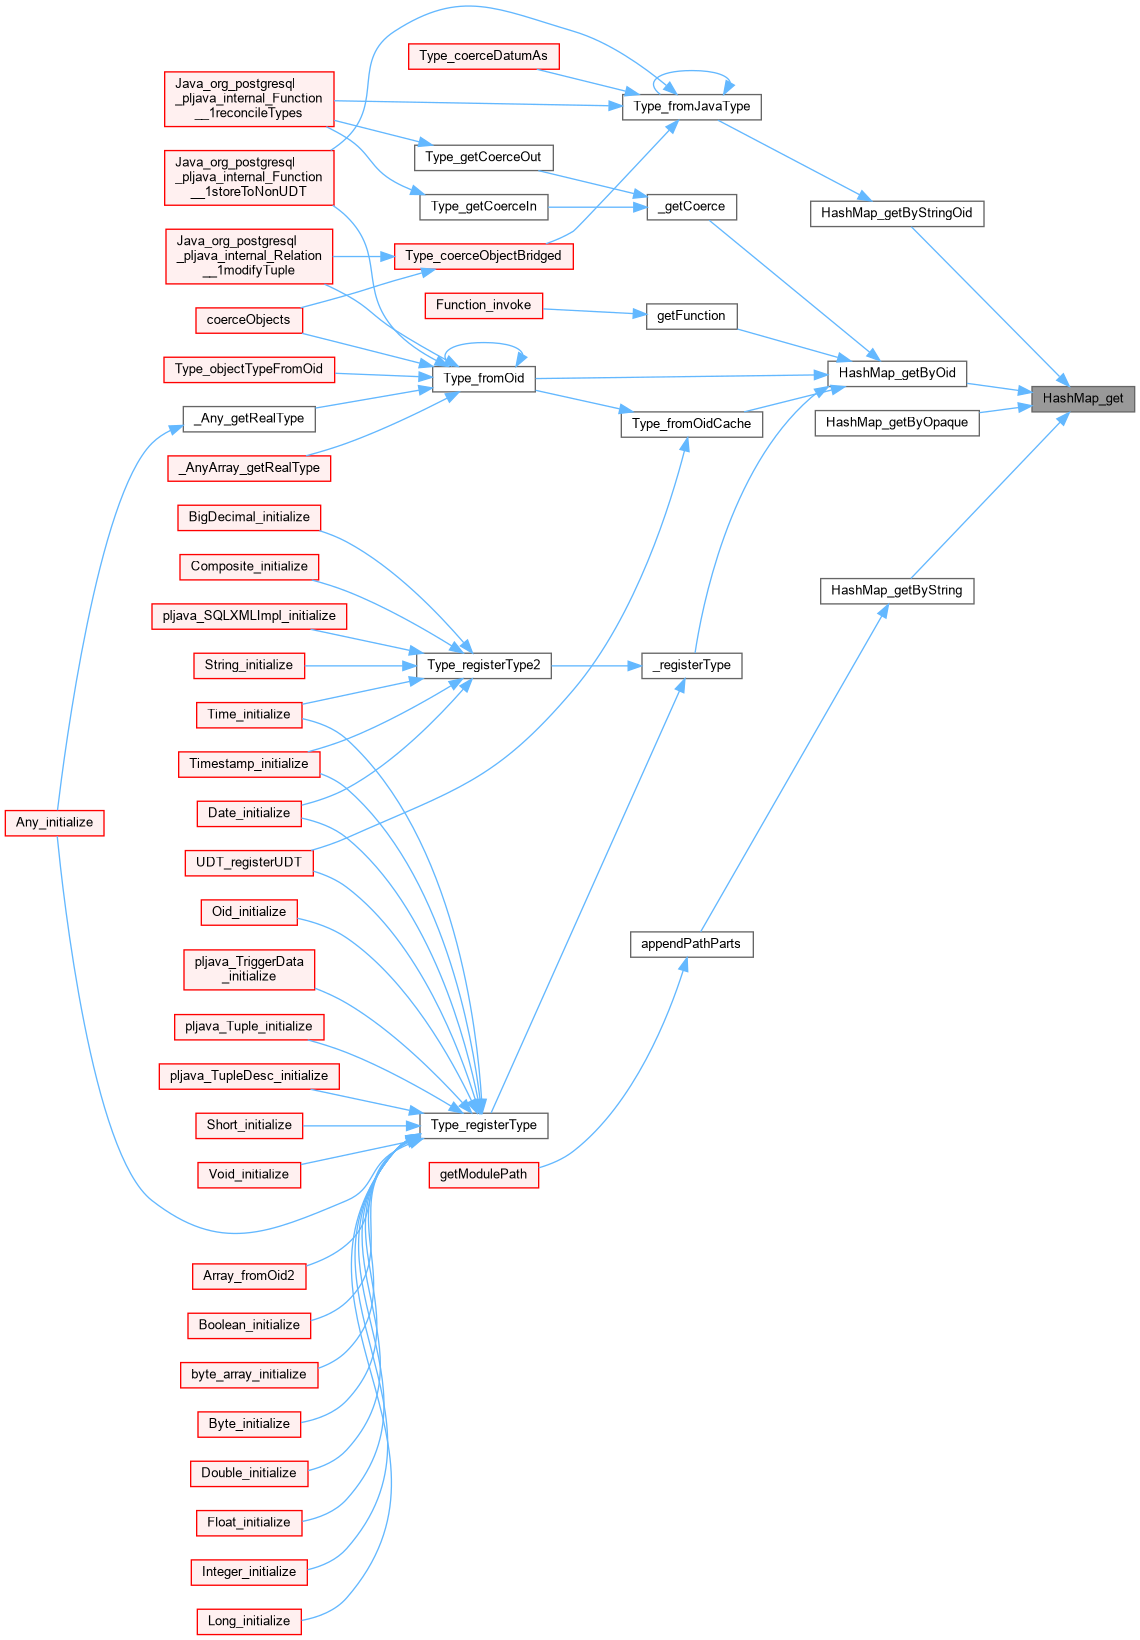 Type_coerceDatumAs
Java_org_postgresql
_pljava_internal_Function
__1reconcileTypes
Type_fromJavaType
Type_getCoerceOut
Java_org_postgresql
_pljava_internal_Function
__1storeToNonUDT
Type_getCoerceIn
_getCoerce
HashMap_getByStringOid
Java_org_postgresql
_pljava_internal_Relation
__1modifyTuple
Type_coerceObjectBridged
Function_invoke
getFunction
coerceObjects
Type_objectTypeFromOid
Type_fromOid
HashMap_getByOid
HashMap_get
_Any_getRealType
Type_fromOidCache
HashMap_getByOpaque
_AnyArray_getRealType
BigDecimal_initialize
Composite_initialize
HashMap_getByString
pljava_SQLXMLImpl_initialize
String_initialize
Type_registerType2
_registerType
Time_initialize
Timestamp_initialize
Date_initialize
Any_initialize
UDT_registerUDT
Oid_initialize
appendPathParts
pljava_TriggerData
_initialize
pljava_Tuple_initialize
pljava_TupleDesc_initialize
Short_initialize
Type_registerType
Void_initialize
getModulePath
Array_fromOid2
Boolean_initialize
byte_array_initialize
Byte_initialize
Double_initialize
Float_initialize
Integer_initialize
Long_initialize